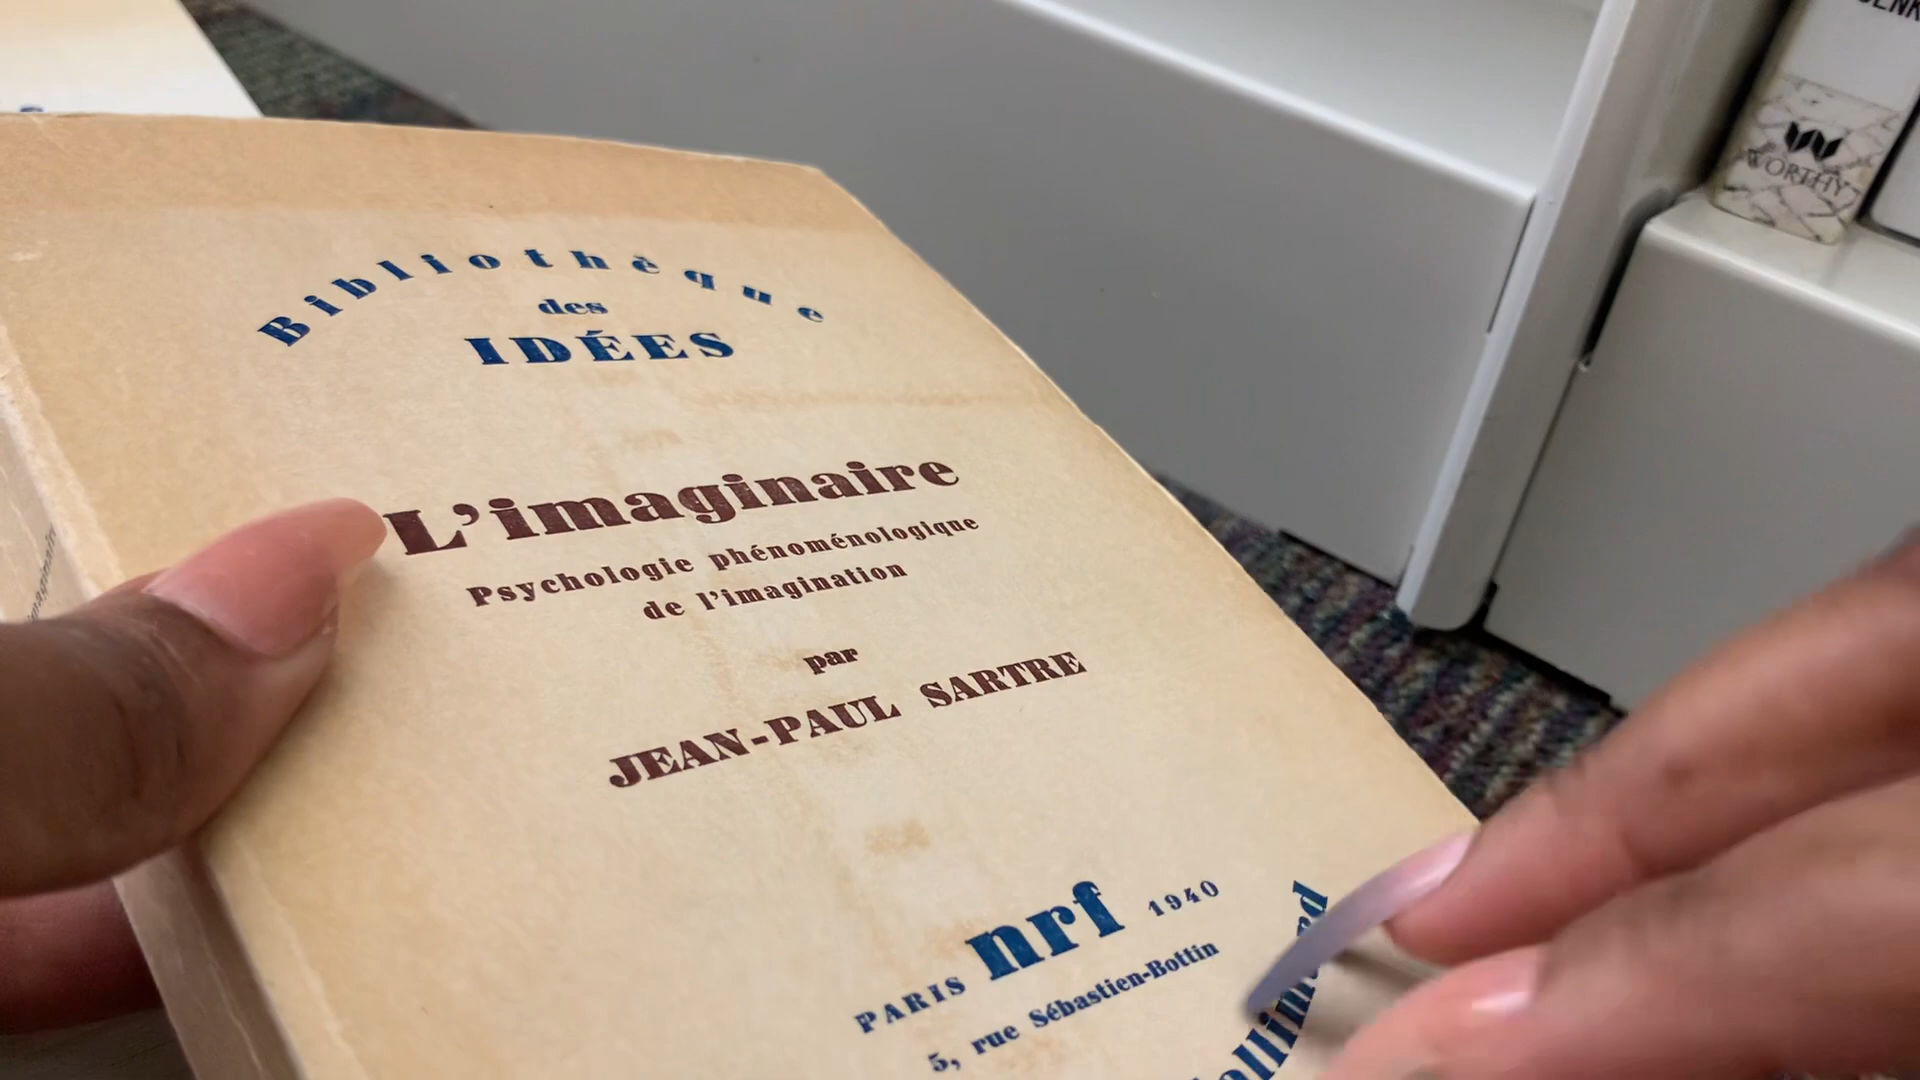 Bibliothèque
des
IDÉES
L'imaginaire
Psychologie phénoménologique
de l'imagination
par
JEAN-PAUL SARTRE
PARIS nrf 1940
5, rue Sébastien-Bottin
WORTHY